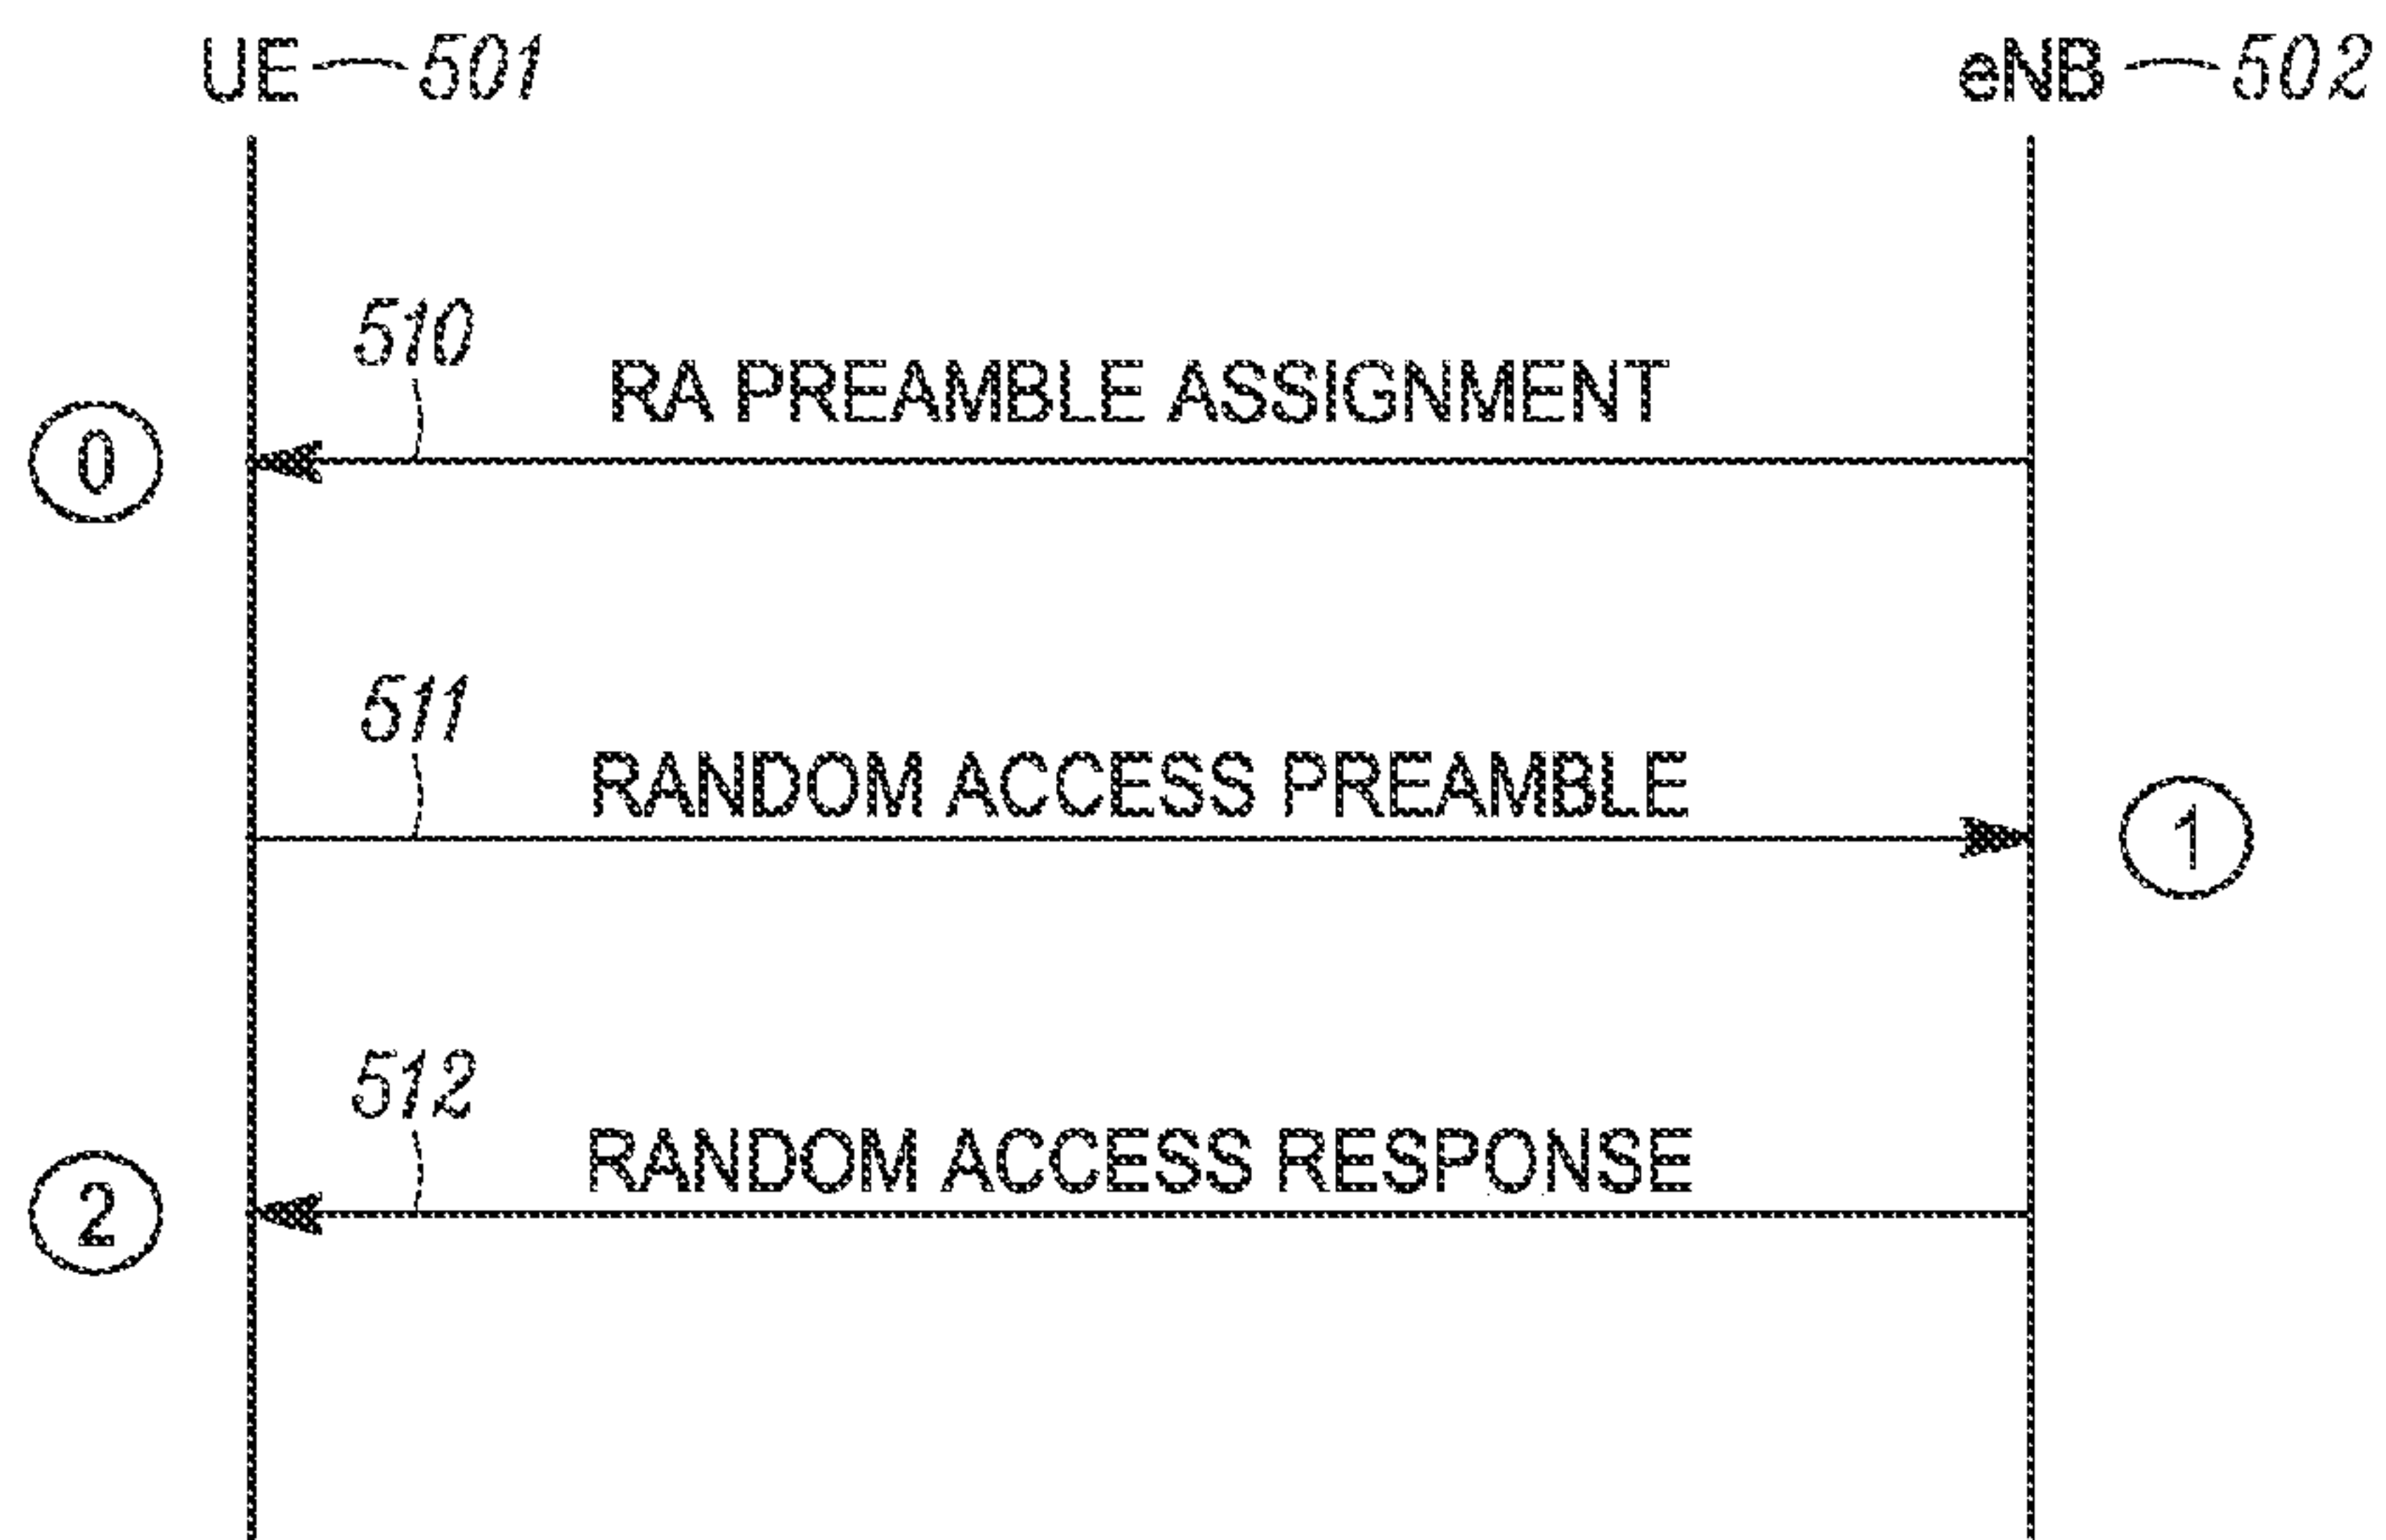 UE 501 eNB 502
510
RA PREAMBLE ASSIGNMENT
0
511
RANDOM ACCESS PREAMBLE
1
512
RANDOM ACCESS RESPONSE
2